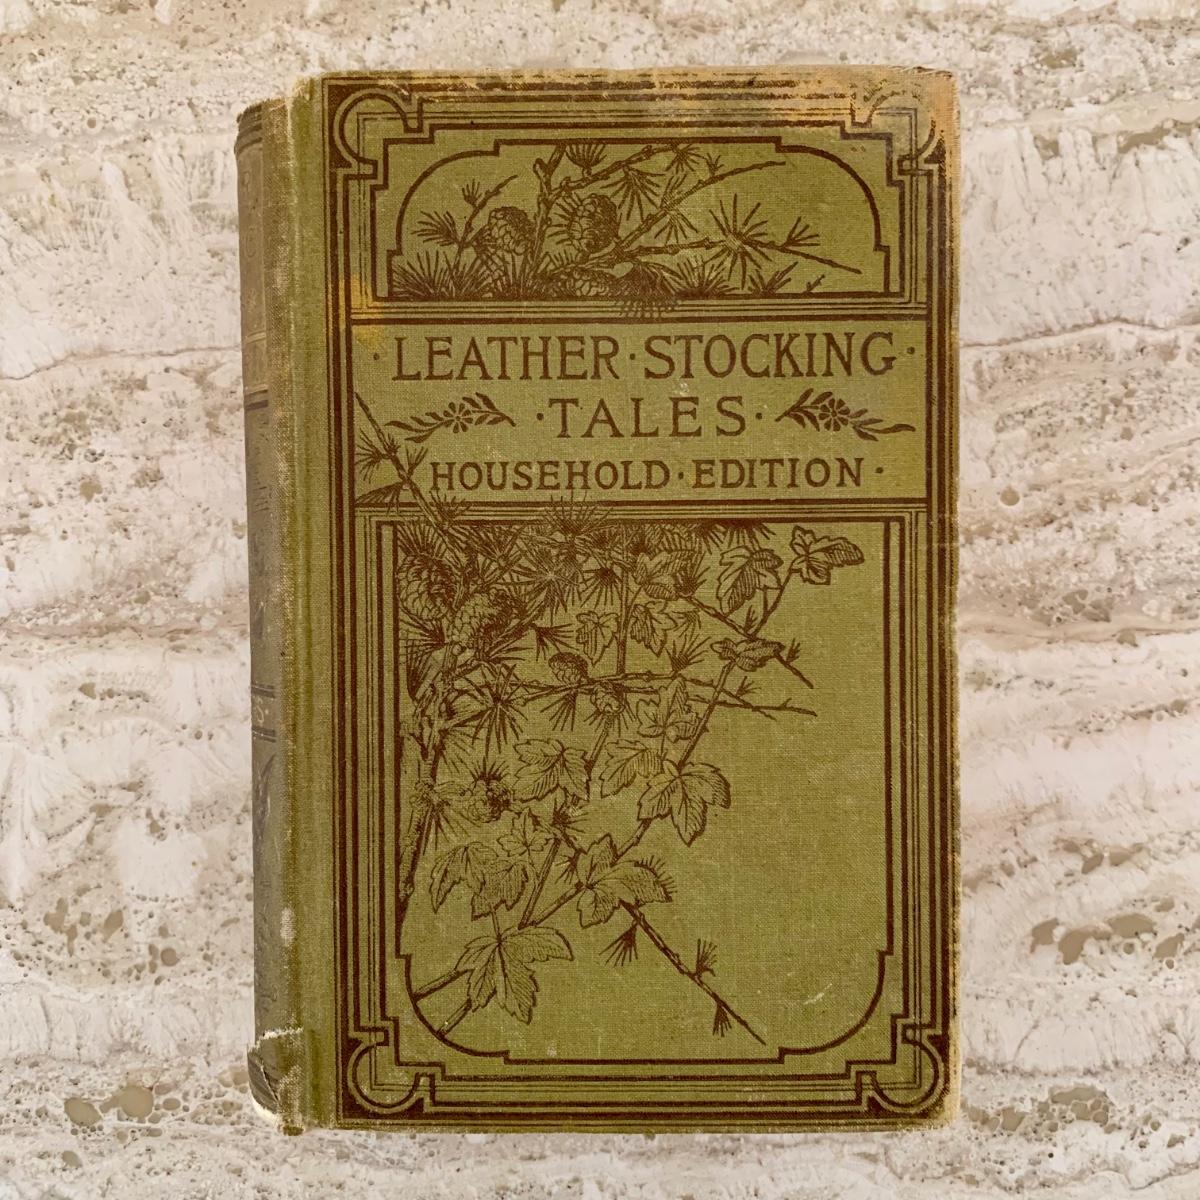 ·LEATHER·STOCKING·
·TALES·
HOUSEHOLD·EDITION·